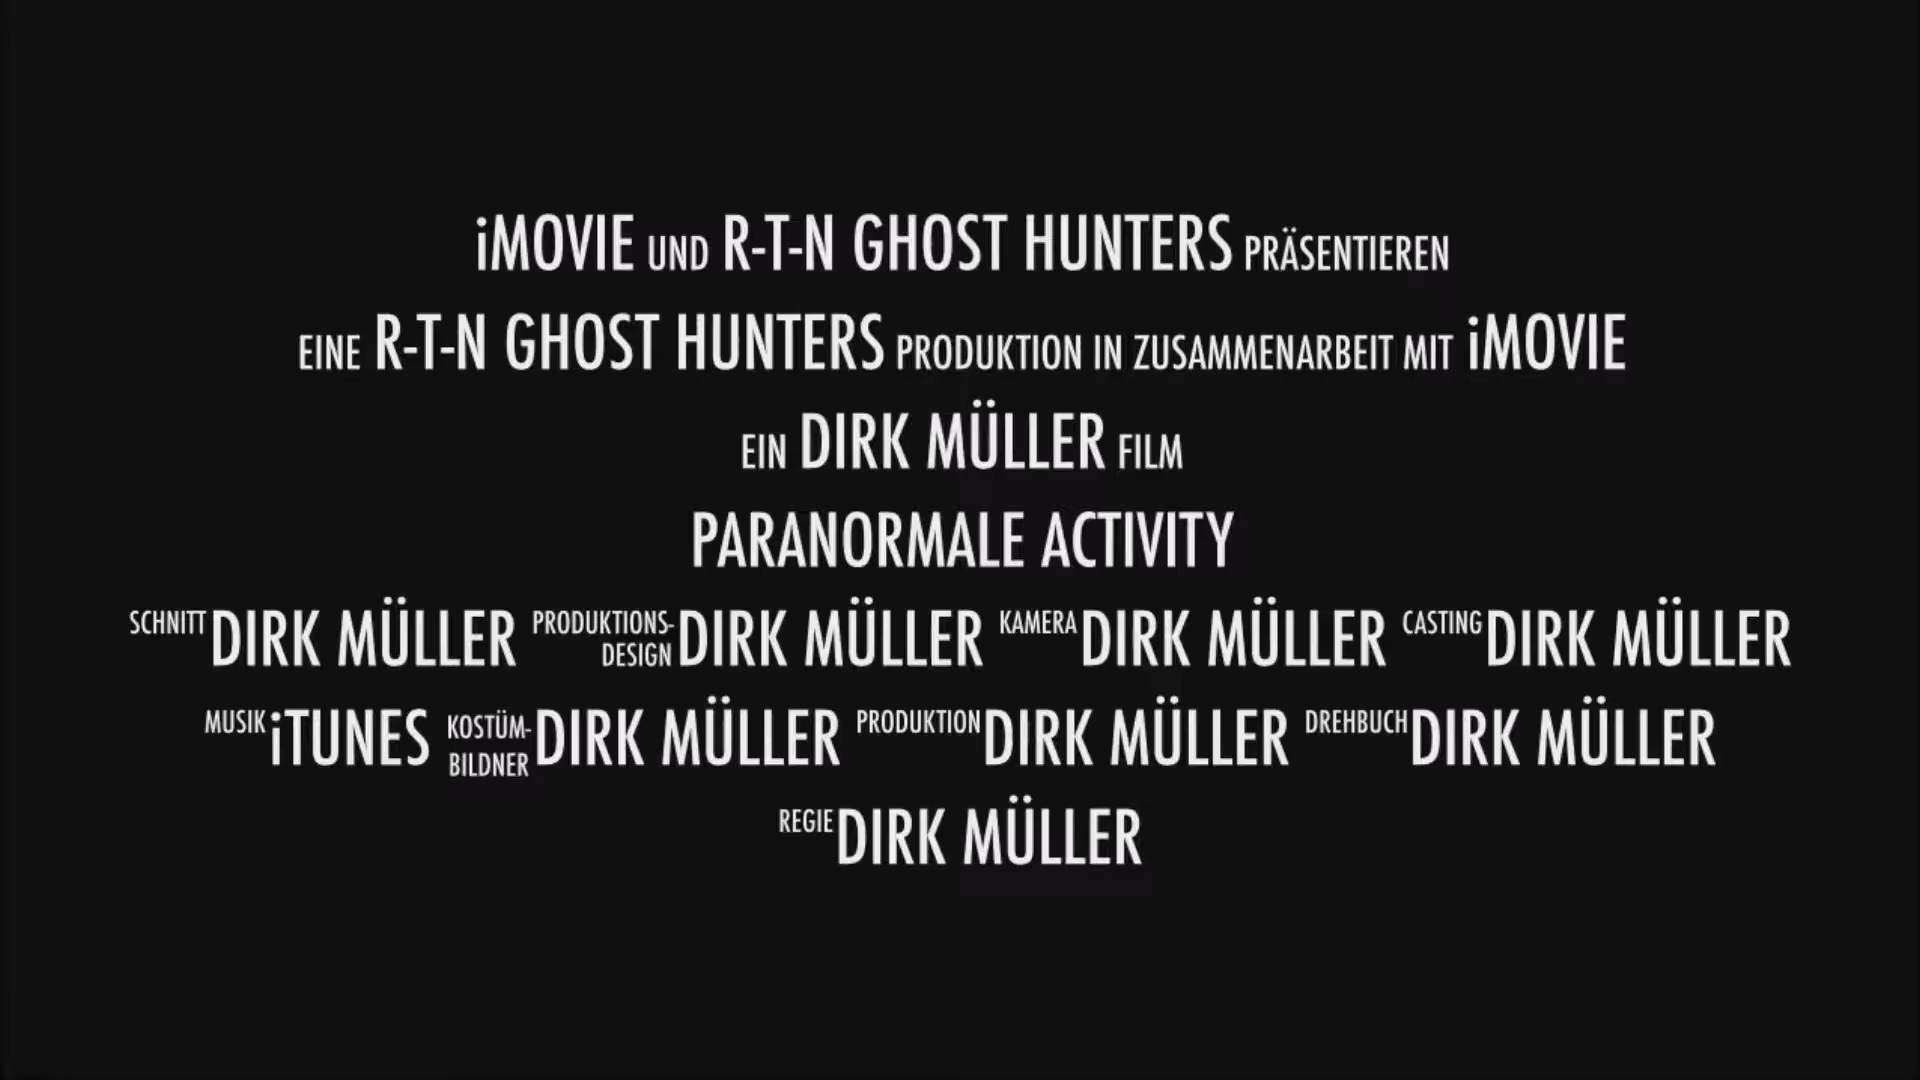 iMOVIE UND R-T-N GHOST HUNTERS PRÄSENTIEREN
EINE R-T-N GHOST HUNTERS PRODUKTION IN ZUSAMMENARBEIT MIT iMOVIE
EIN DIRK MÜLLER FILM
PARANORMALE ACTIVITY
SCHNITT DIRK MÜLLER PRODUKTIONS-DESIGN DIRK MÜLLER KAMERA DIRK MÜLLER CASTING DIRK MÜLLER
MUSIK iTUNES KOSTÜM-BILDNER DIRK MÜLLER PRODUKTION DIRK MÜLLER DREHBUCH DIRK MÜLLER
REGIE DIRK MÜLLER